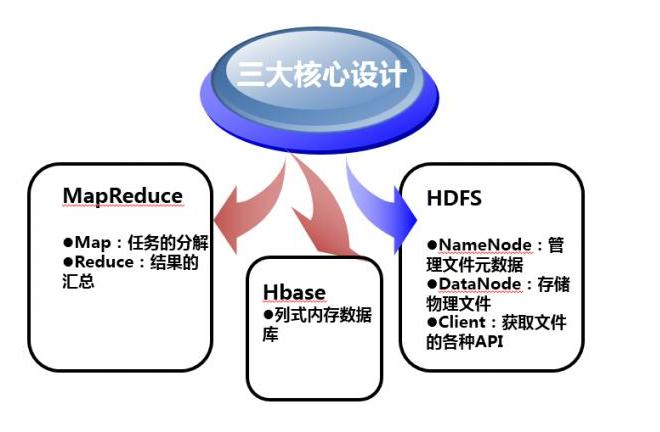 三大核心设计
MapReduce
●Map：任务的分解
●Reduce：结果的
汇总
Hbase
●列式内存数据
库
HDFS
●NameNode：管
理文件元数据
●DataNode：存储
物理文件
●Client：获取文件
的各种API